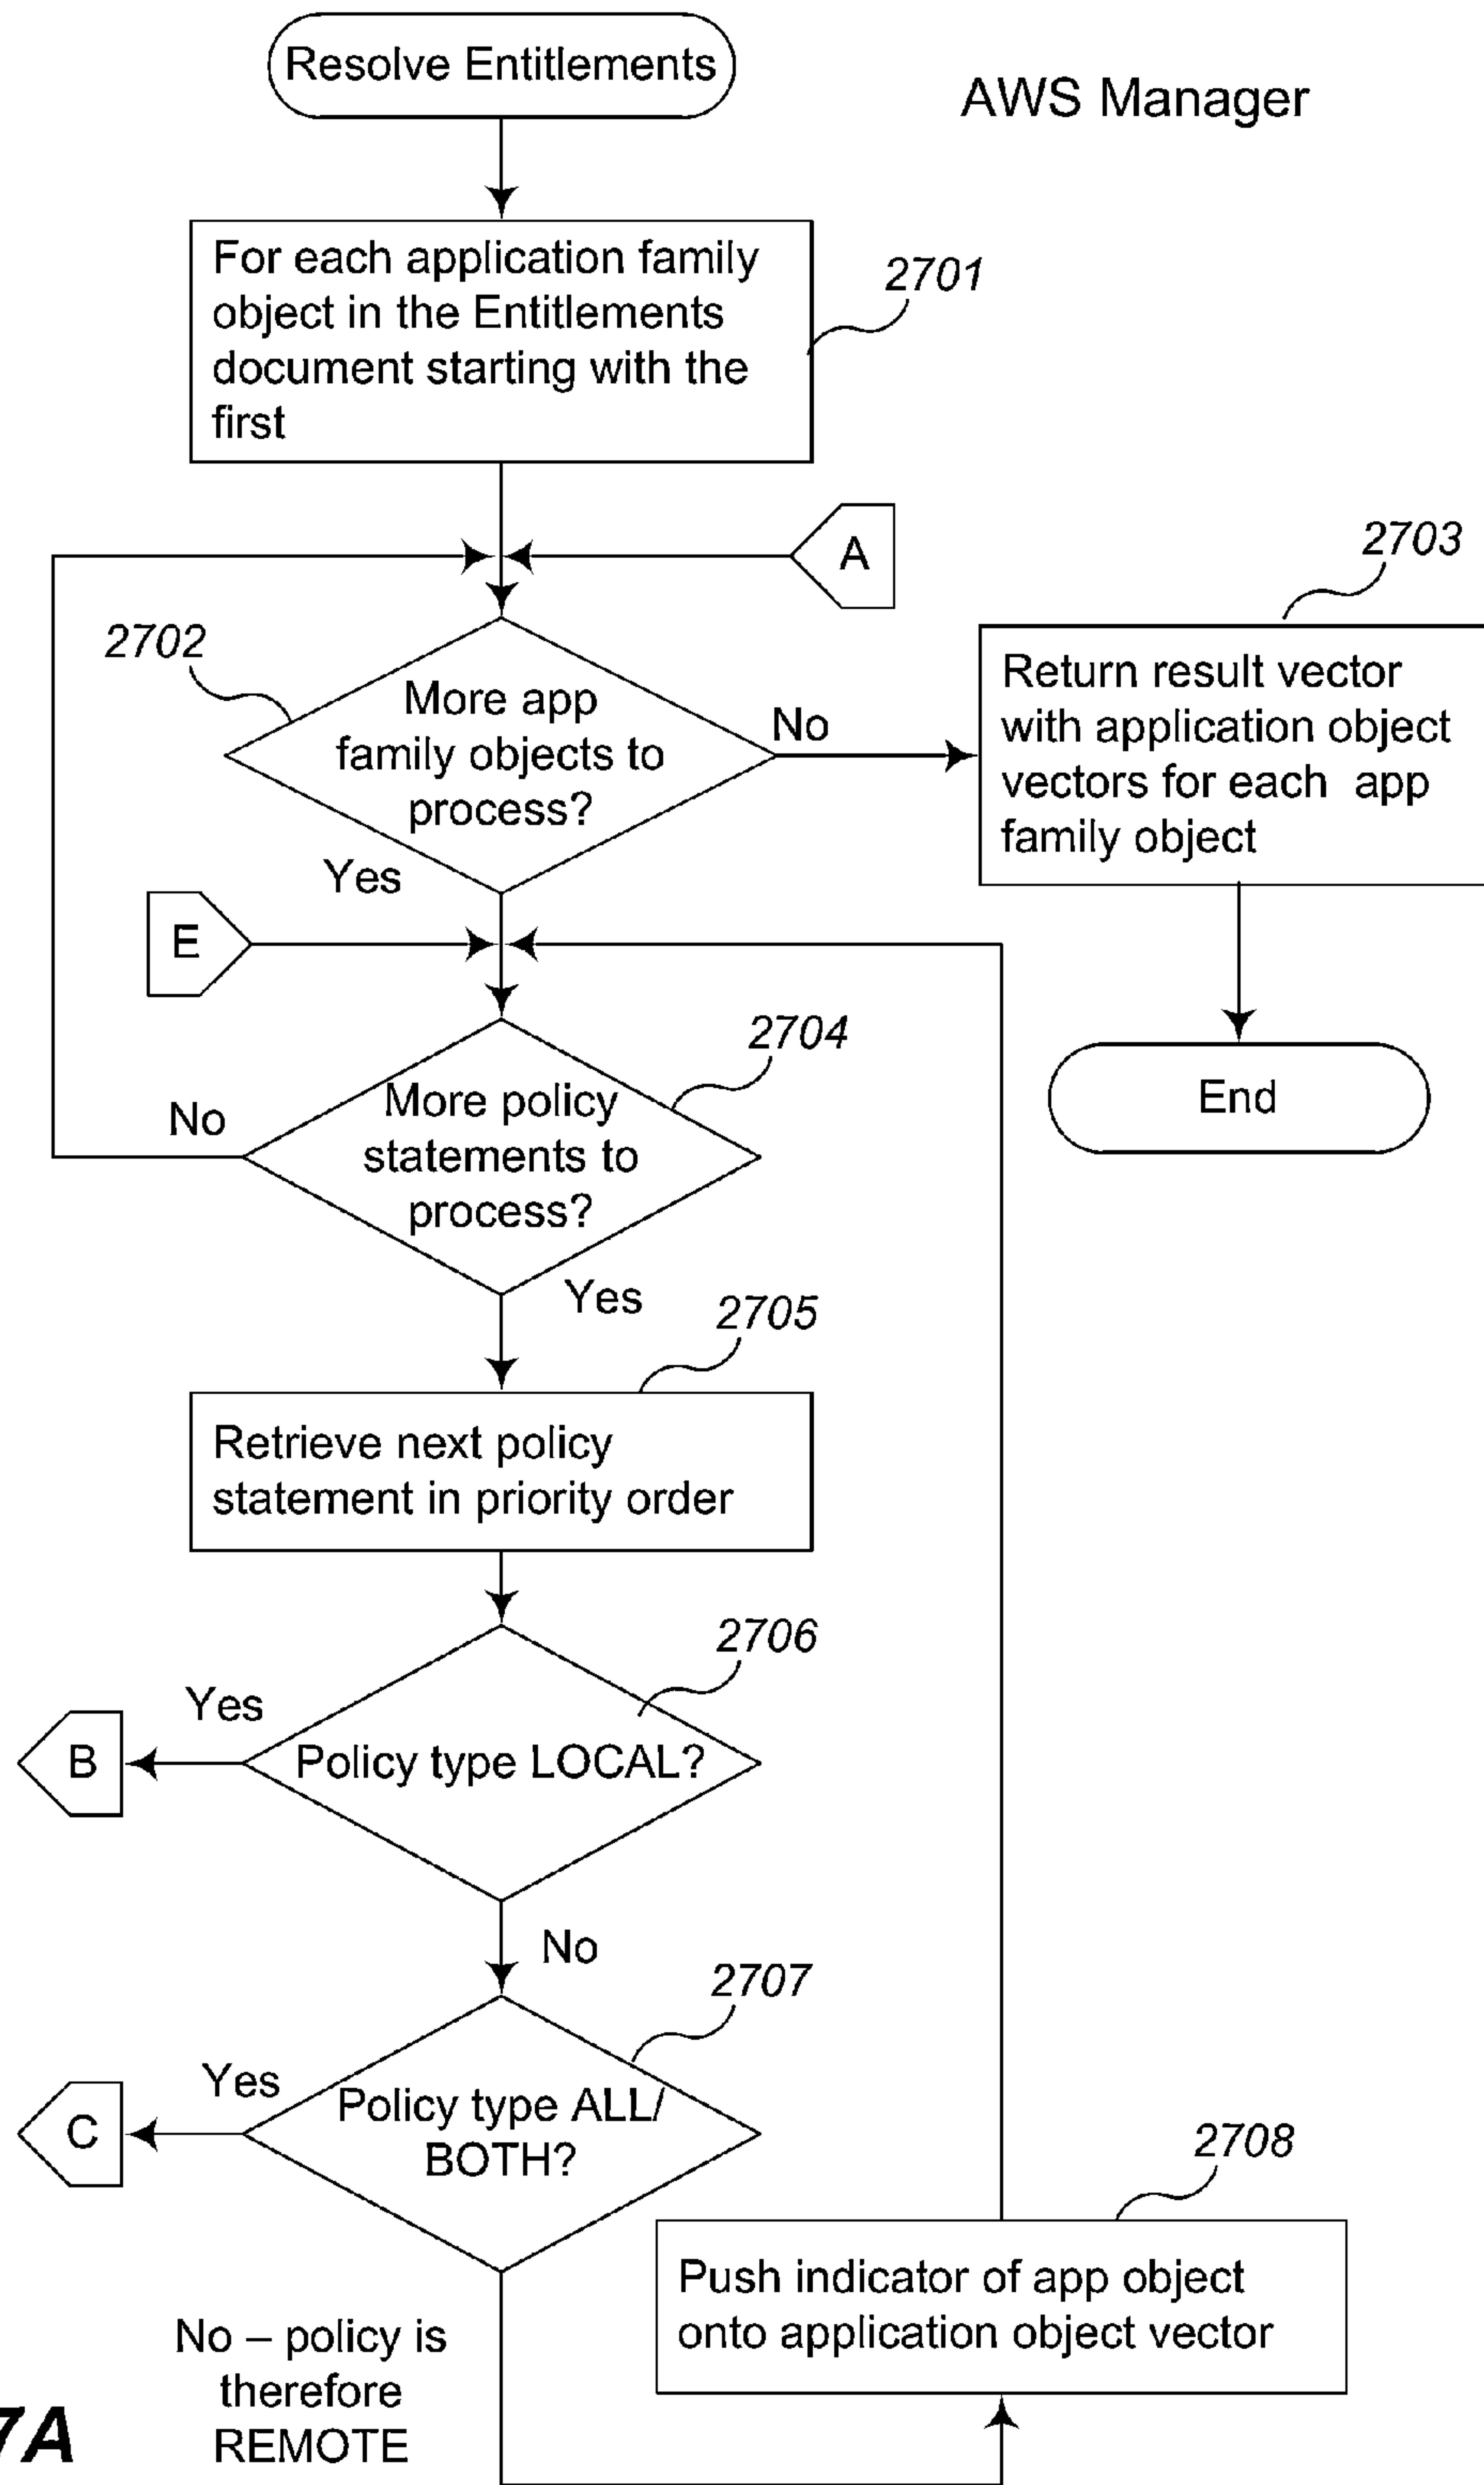 Resolve Entitlements
AWS Manager
For each application family
object in the Entitlements
document starting with the
first
2701
A
2703
2702
More app
family objects to
process?
No
Return result vector
with application object
vectors for each app
family object
Yes
E
2704
No
More policy
statements to
process?
End
Yes
2705
Retrieve next policy
statement in priority order
2706
Yes
B
Policy type LOCAL?
No
2707
Yes
C
Policy type ALL/
BOTH?
2708
Push indicator of app object
onto application object vector
No – policy is
therefore
REMOTE
7A